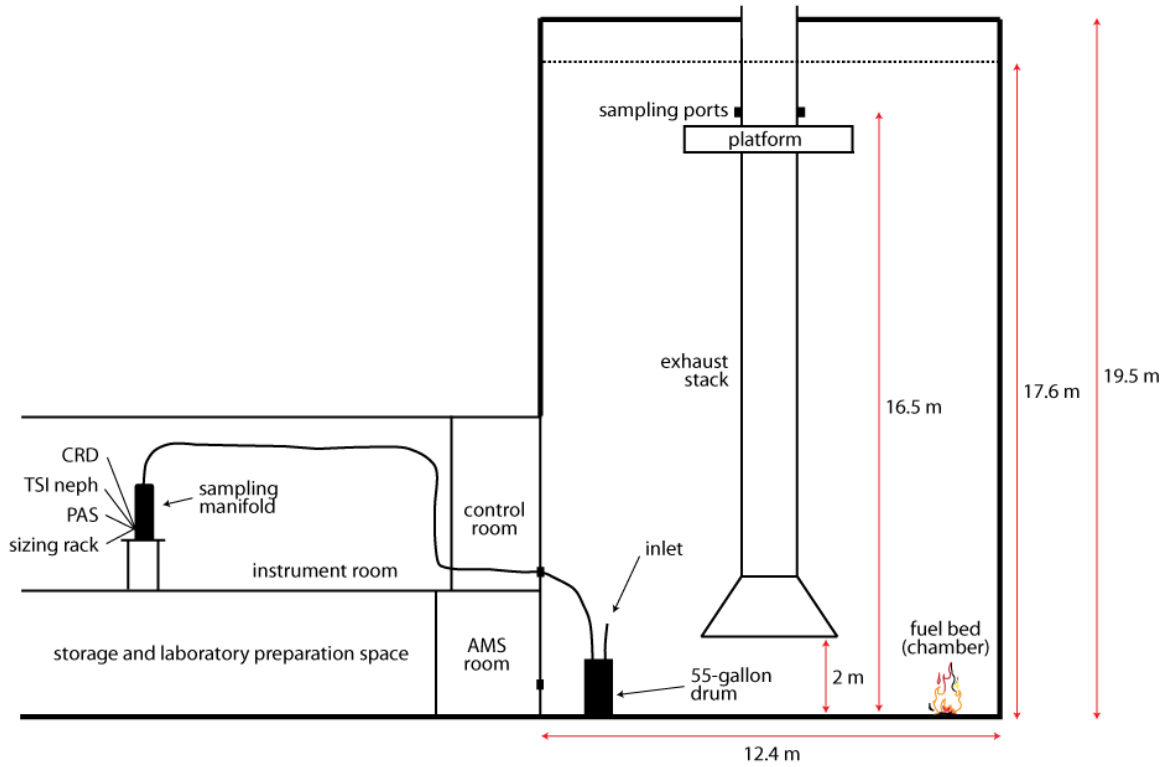 sampling ports
platform
exhaust
stack
16.5 m
17.6 m
19.5 m
CRD
TSI neph
PAS
sizing rack
sampling
manifold
control
room
instrument room
inlet
storage and laboratory preparation space
AMS
room
55-gallon
drum
2 m
fuel bed
(chamber)
12.4 m